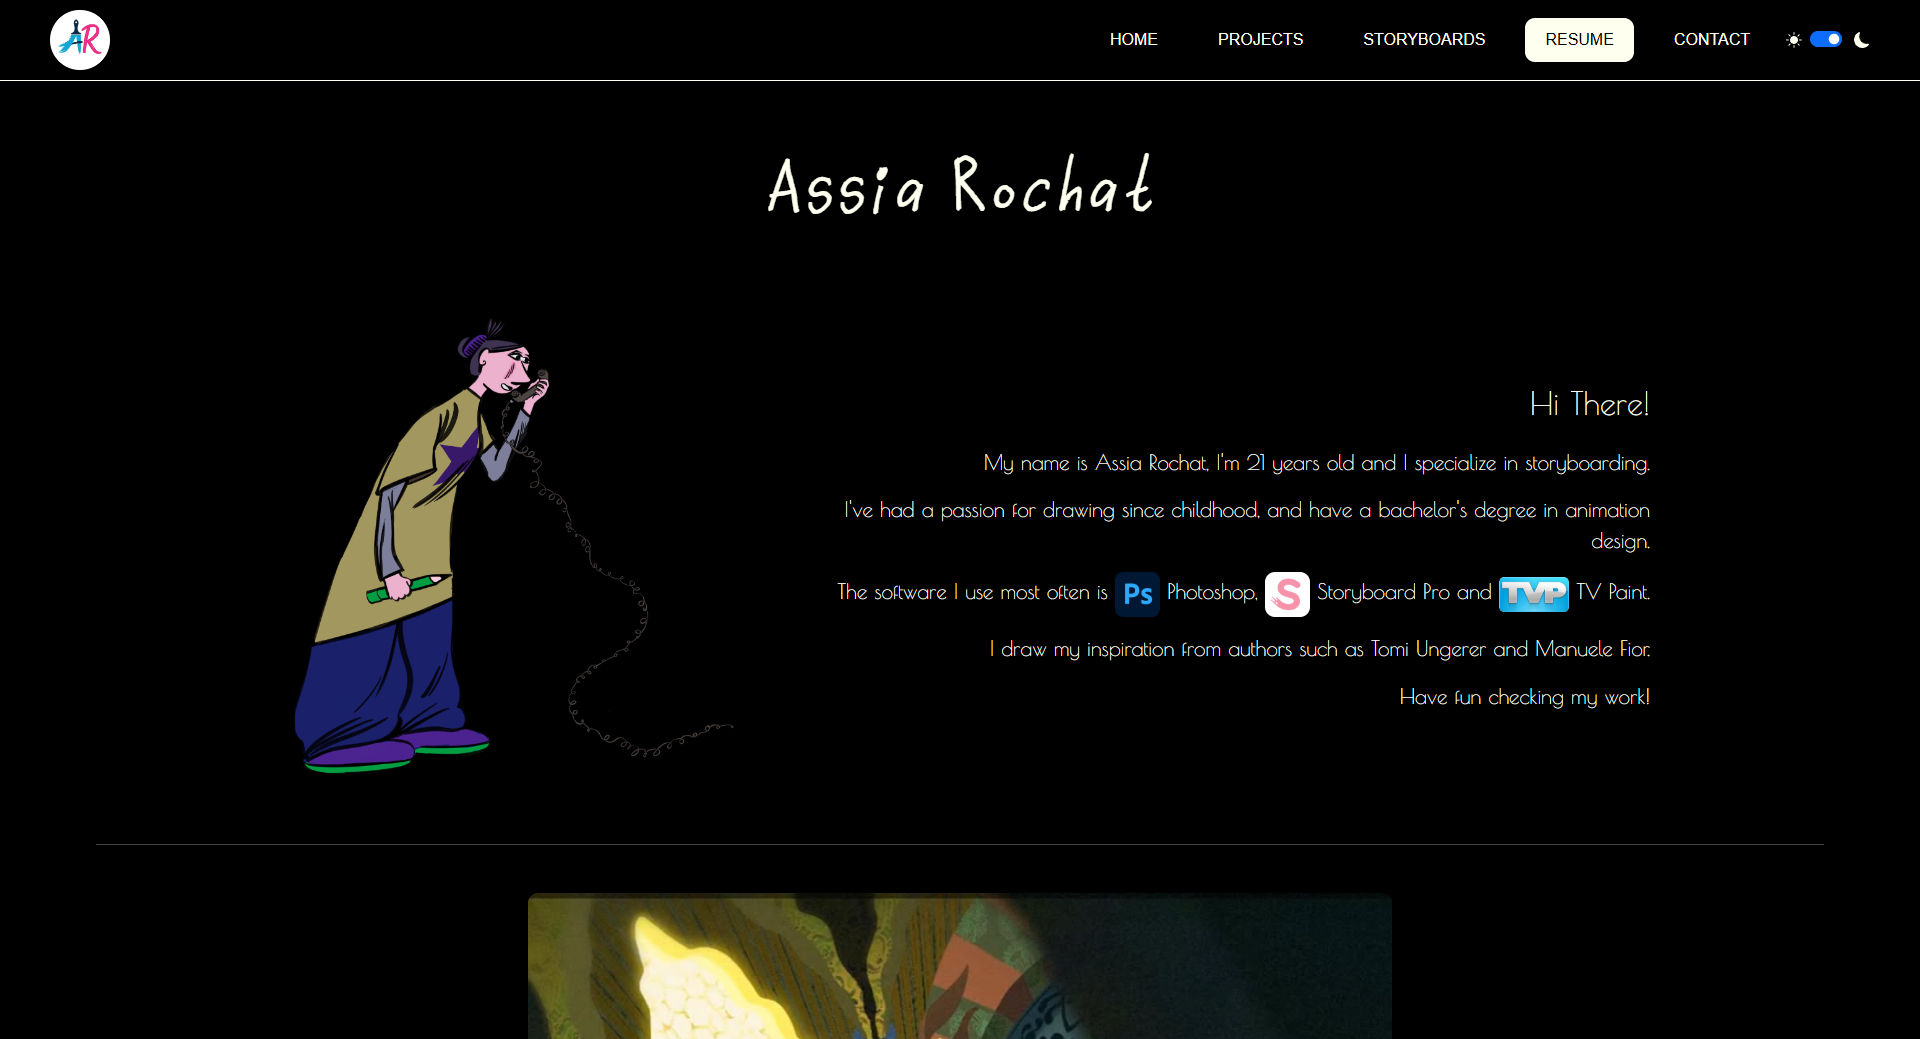 AR
HOME PROJECTS STORYBOARDS RESUME CONTACT
Assia Rochat
Hi There!
My name is Assia Rochat, I'm 21 years old and I specialize in storyboarding.
I've had a passion for drawing since childhood, and have a bachelor's degree in animation
design.
The software I use most often is Ps Photoshop, S Storyboard Pro and TVP TV Paint.
I draw my inspiration from authors such as Tomi Ungerer and Manuele Fior.
Have fun checking my work!